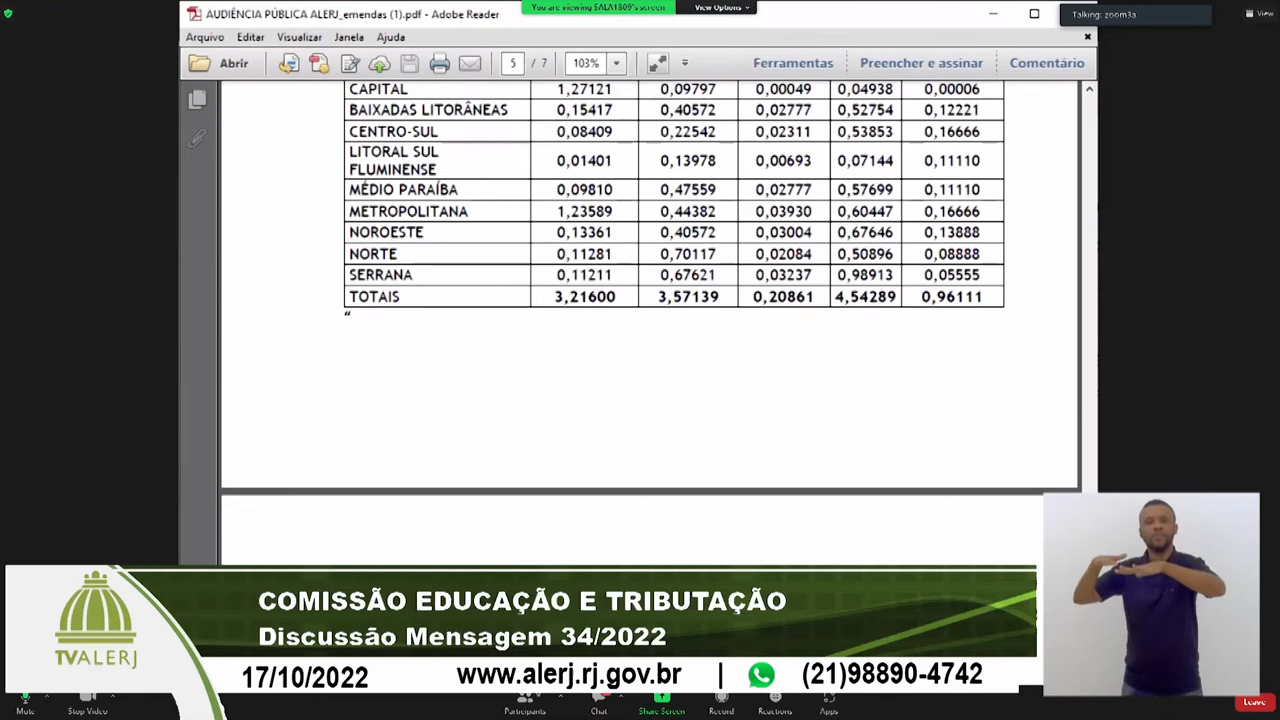 You are viewing SALA1809's screen
View Options
Talking: zoom3a
View
AUDIÊNCIA PÚBLICA ALERJ_emendas (1).pdf - Adobe Reader
Arquivo Editar Visualizar Janela Ajuda
Abrir 5 / 7 103% Ferramentas Preencher e assinar Comentário
CAPITAL 1,27121 0,09797 0,00049 0,04938 0,00006
BAIXADAS LITORÂNEAS 0,15417 0,40572 0,02777 0,52754 0,12221
CENTRO-SUL 0,08409 0,22542 0,02311 0,53853 0,16666
LITORAL SUL
FLUMINENSE 0,01401 0,13978 0,00693 0,07144 0,11110
MÉDIO PARAÍBA 0,09810 0,47559 0,02777 0,57699 0,11110
METROPOLITANA 1,23589 0,44382 0,03930 0,60447 0,16666
NOROESTE 0,13361 0,40572 0,03004 0,67646 0,13888
NORTE 0,11281 0,70117 0,02084 0,50896 0,08888
SERRANA 0,11211 0,67621 0,03237 0,98913 0,05555
TOTAIS 3,21600 3,57139 0,20861 4,54289 0,96111
“
COMISSÃO EDUCAÇÃO E TRIBUTAÇÃO
Discussão Mensagem 34/2022
TVALERJ
17/10/2022 www.alerj.rj.gov.br | (21)98890-4742
Mute Stop Video Participants Chat Share Screen Record Reactions Apps Leave